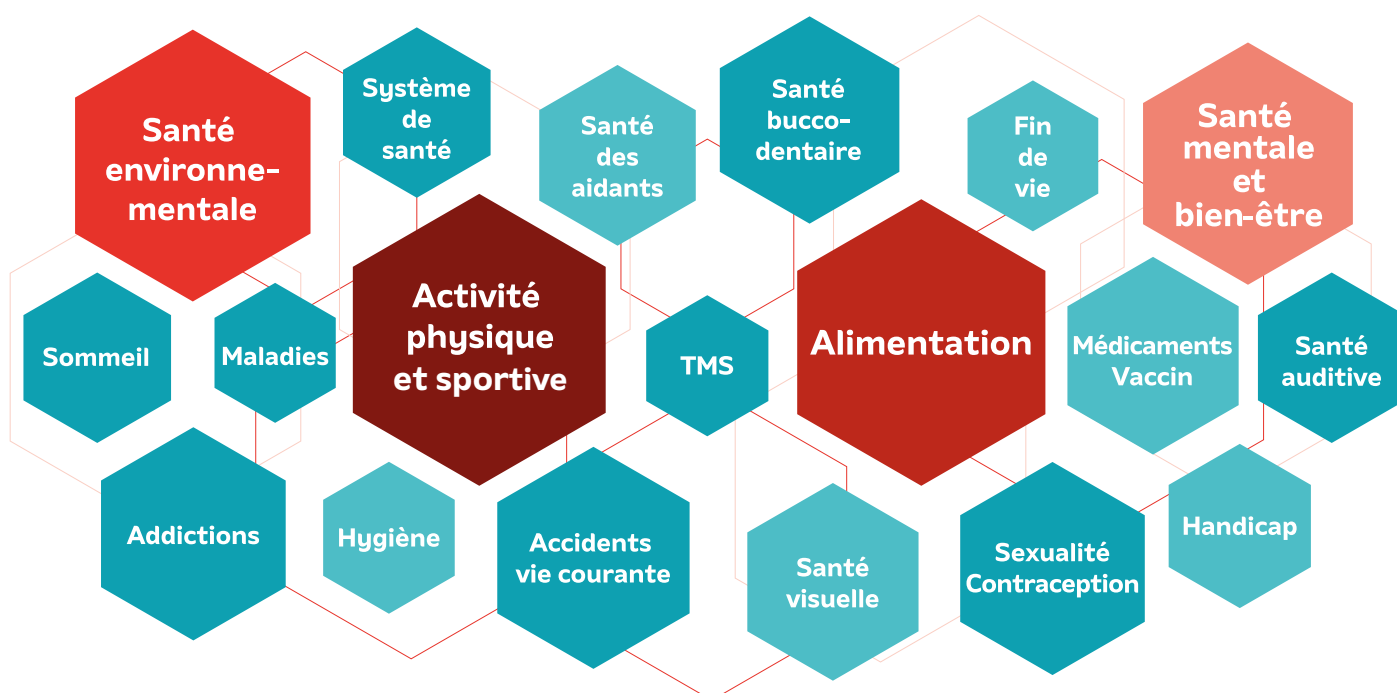 Santé
environne-
mentale
Système
de
santé
Santé
des
aidants
Santé
bucco-
dentaire
Fin
de
vie
Santé
mentale
et
bien-être
Sommeil
Maladies
Activité
physique
et sportive
TMS
Alimentation
Médicaments
Vaccin
Santé
auditive
Addictions
Hygiène
Accidents
vie courante
Santé
visuelle
Sexualité
Contraception
Handicap